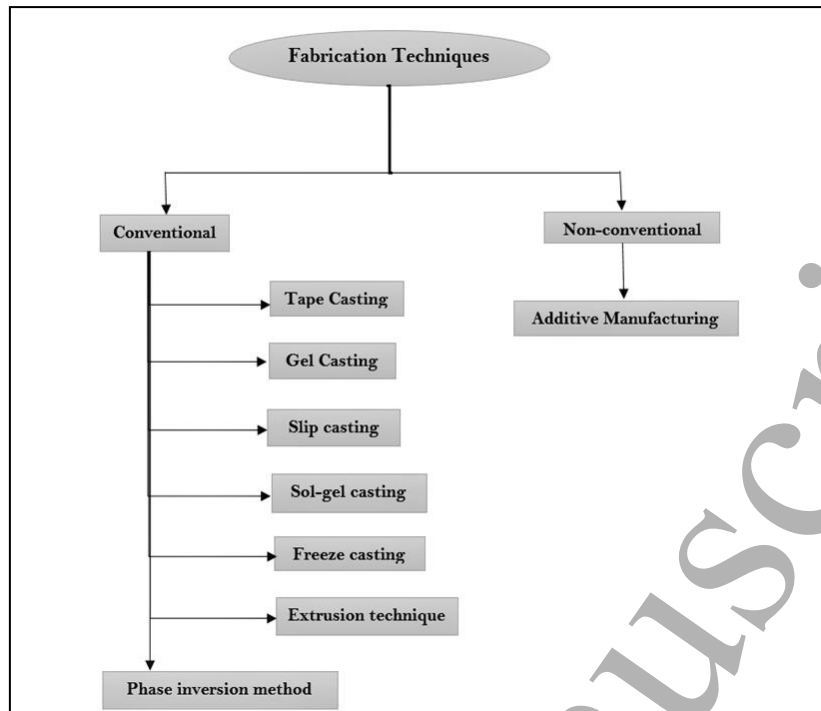 Fabrication Techniques
Conventional
Non-conventional
Tape Casting
Additive Manufacturing
Gel Casting
Slip casting
Sol-gel casting
Freeze casting
Extrusion technique
Phase inversion method
uscri